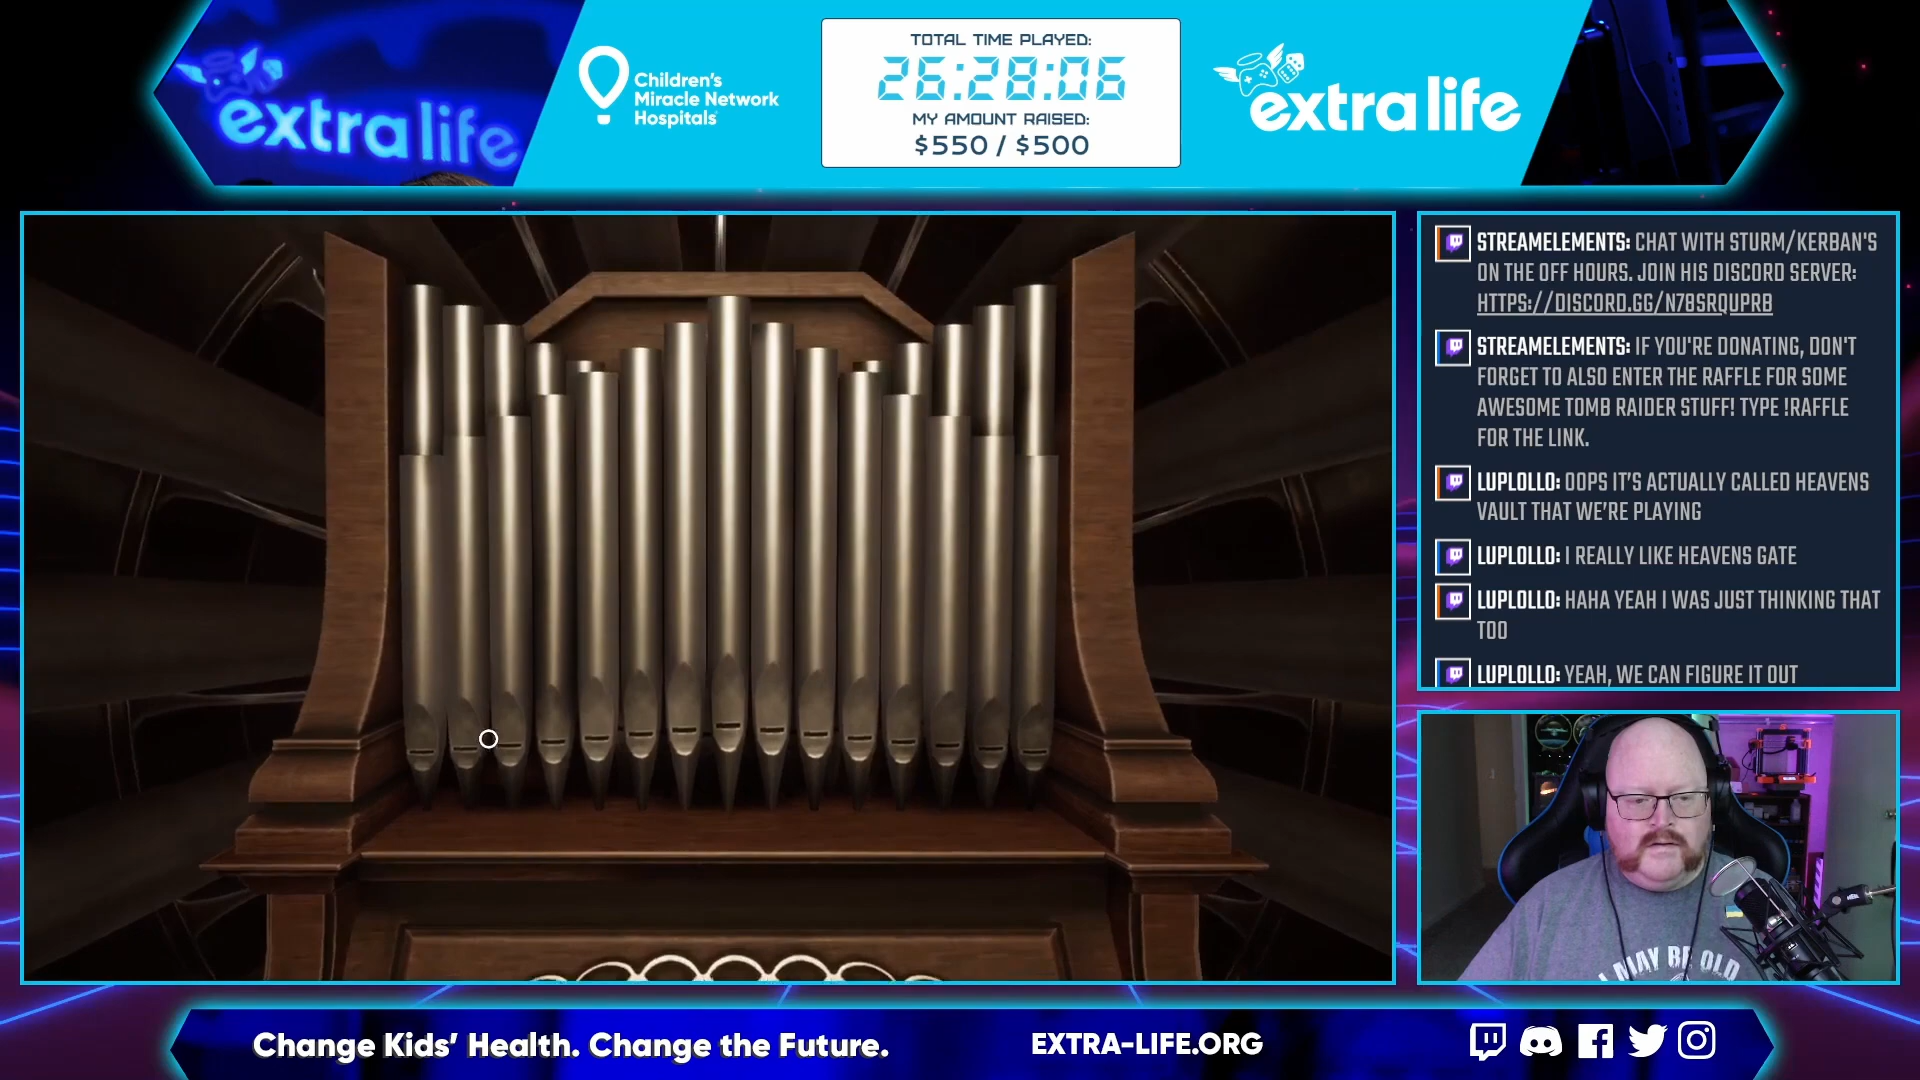 extra life
Children's
Miracle Network
Hospitals
TOTAL TIME PLAYED:
26:28:06
MY AMOUNT RAISED:
$550 / $500
extra life
STREAMELEMENTS: CHAT WITH STURM/KERBAN'S
ON THE OFF HOURS. JOIN HIS DISCORD SERVER:
HTTPS://DISCORD.GG/N78SRQUPRB
STREAMELEMENTS: IF YOU'RE DONATING, DON'T
FORGET TO ALSO ENTER THE RAFFLE FOR SOME
AWESOME TOMB RAIDER STUFF! TYPE !RAFFLE
FOR THE LINK.
LUPLOLLO: OOPS IT'S ACTUALLY CALLED HEAVENS
VAULT THAT WE'RE PLAYING
LUPLOLLO: I REALLY LIKE HEAVENS GATE
LUPLOLLO: HAHA YEAH I WAS JUST THINKING THAT
TOO
LUPLOLLO: YEAH, WE CAN FIGURE IT OUT
I MAY BE OLD
Change Kids' Health. Change the Future.
EXTRA-LIFE.ORG